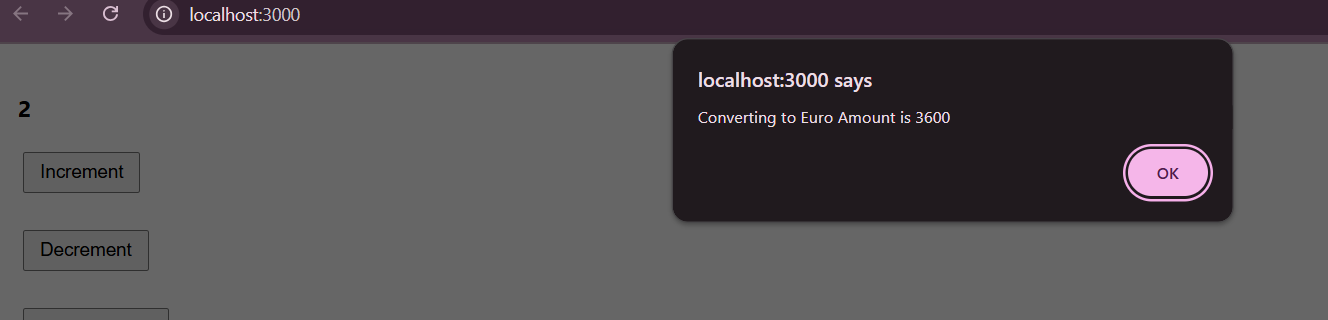 localhost:3000
localhost:3000 says
Converting to Euro Amount is 3600
OK
2
Increment
Decrement